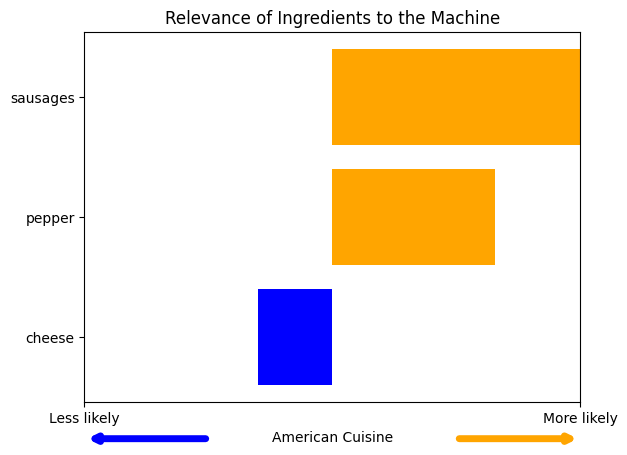 Relevance of Ingredients to the Machine
sausages
pepper
cheese
Less likely
More likely
American Cuisine